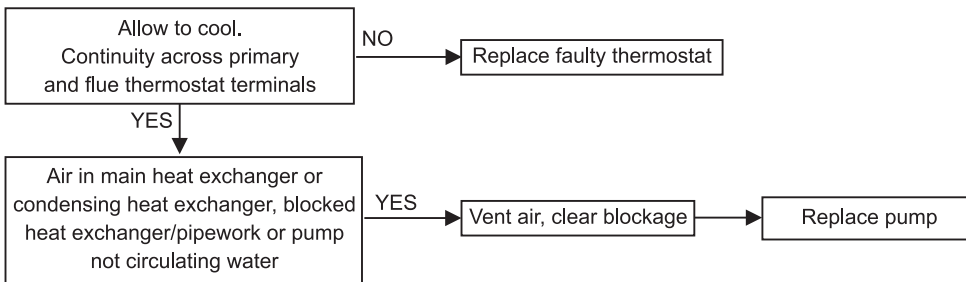 Allow to cool.
Continuity across primary
and flue thermostat terminals
NO
Replace faulty thermostat
YES
Air in main heat exchanger or
condensing heat exchanger, blocked
heat exchanger/pipework or pump
not circulating water
YES
Vent air, clear blockage
Replace pump